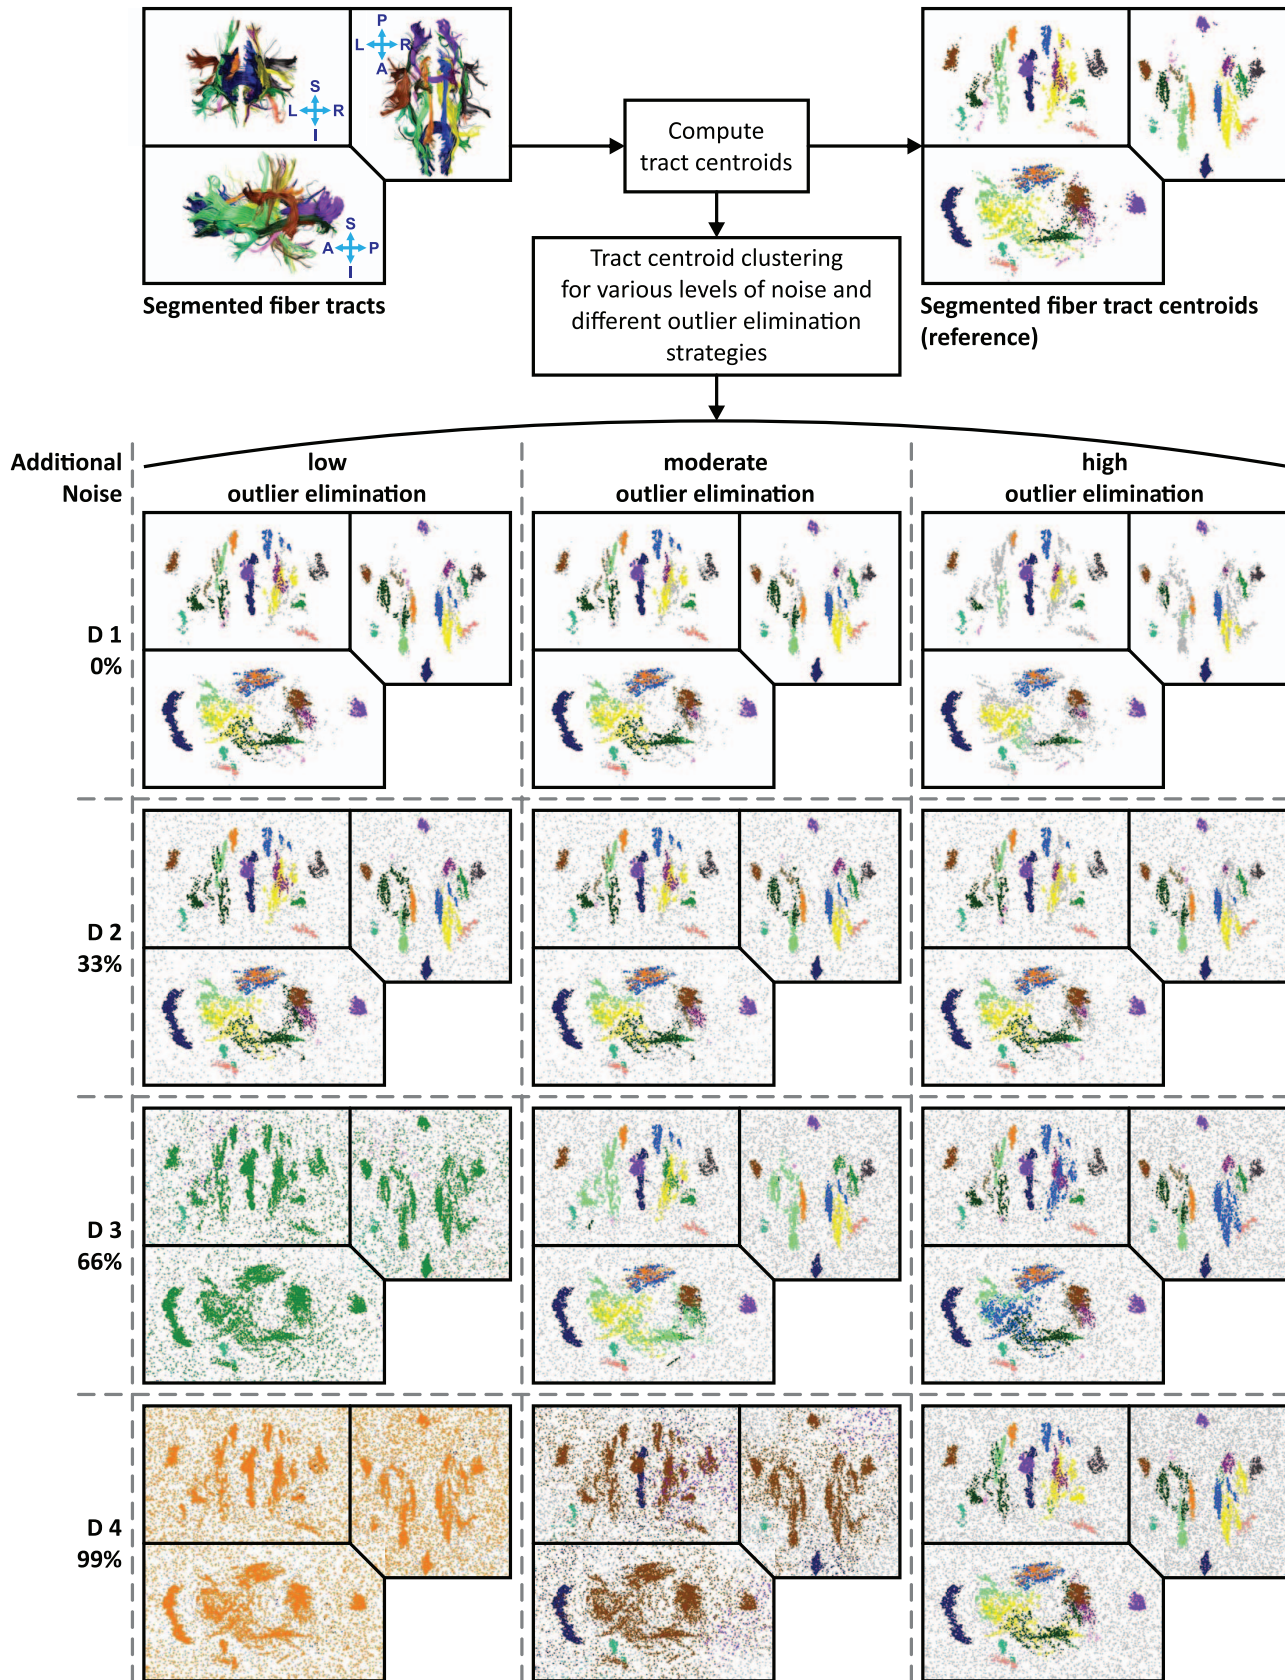 P
L R
A
S
L R
I
S
A P
I
Compute
tract centroids
Segmented fiber tracts
Tract centroid clustering
for various levels of noise and
different outlier elimination
strategies
Segmented fiber tract centroids
(reference)
Additional
Noise
low
outlier elimination
moderate
outlier elimination
high
outlier elimination
D 1
0%
D 2
33%
D 3
66%
D 4
99%